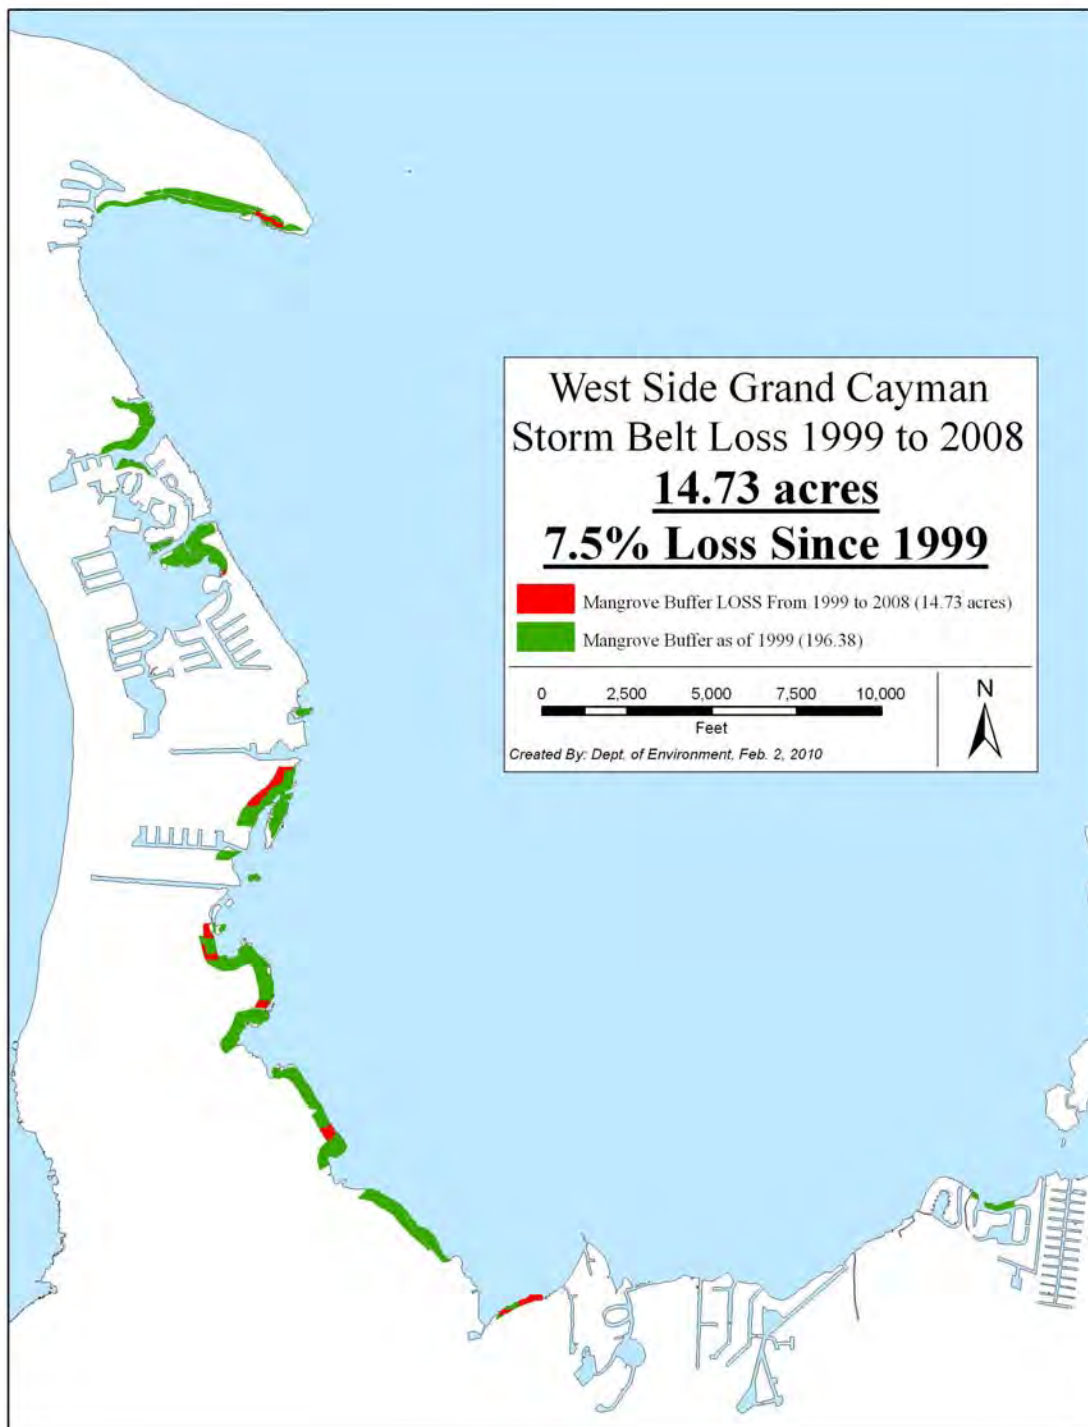 West Side Grand Cayman
Storm Belt Loss 1999 to 2008
14.73 acres
7.5% Loss Since 1999
Mangrove Buffer LOSS From 1999 to 2008 (14.73 acres)
Mangrove Buffer as of 1999 (196.38)
0 2,500 5,000 7,500 10,000
Feet
N
Created By: Dept. of Environment, Feb. 2, 2010